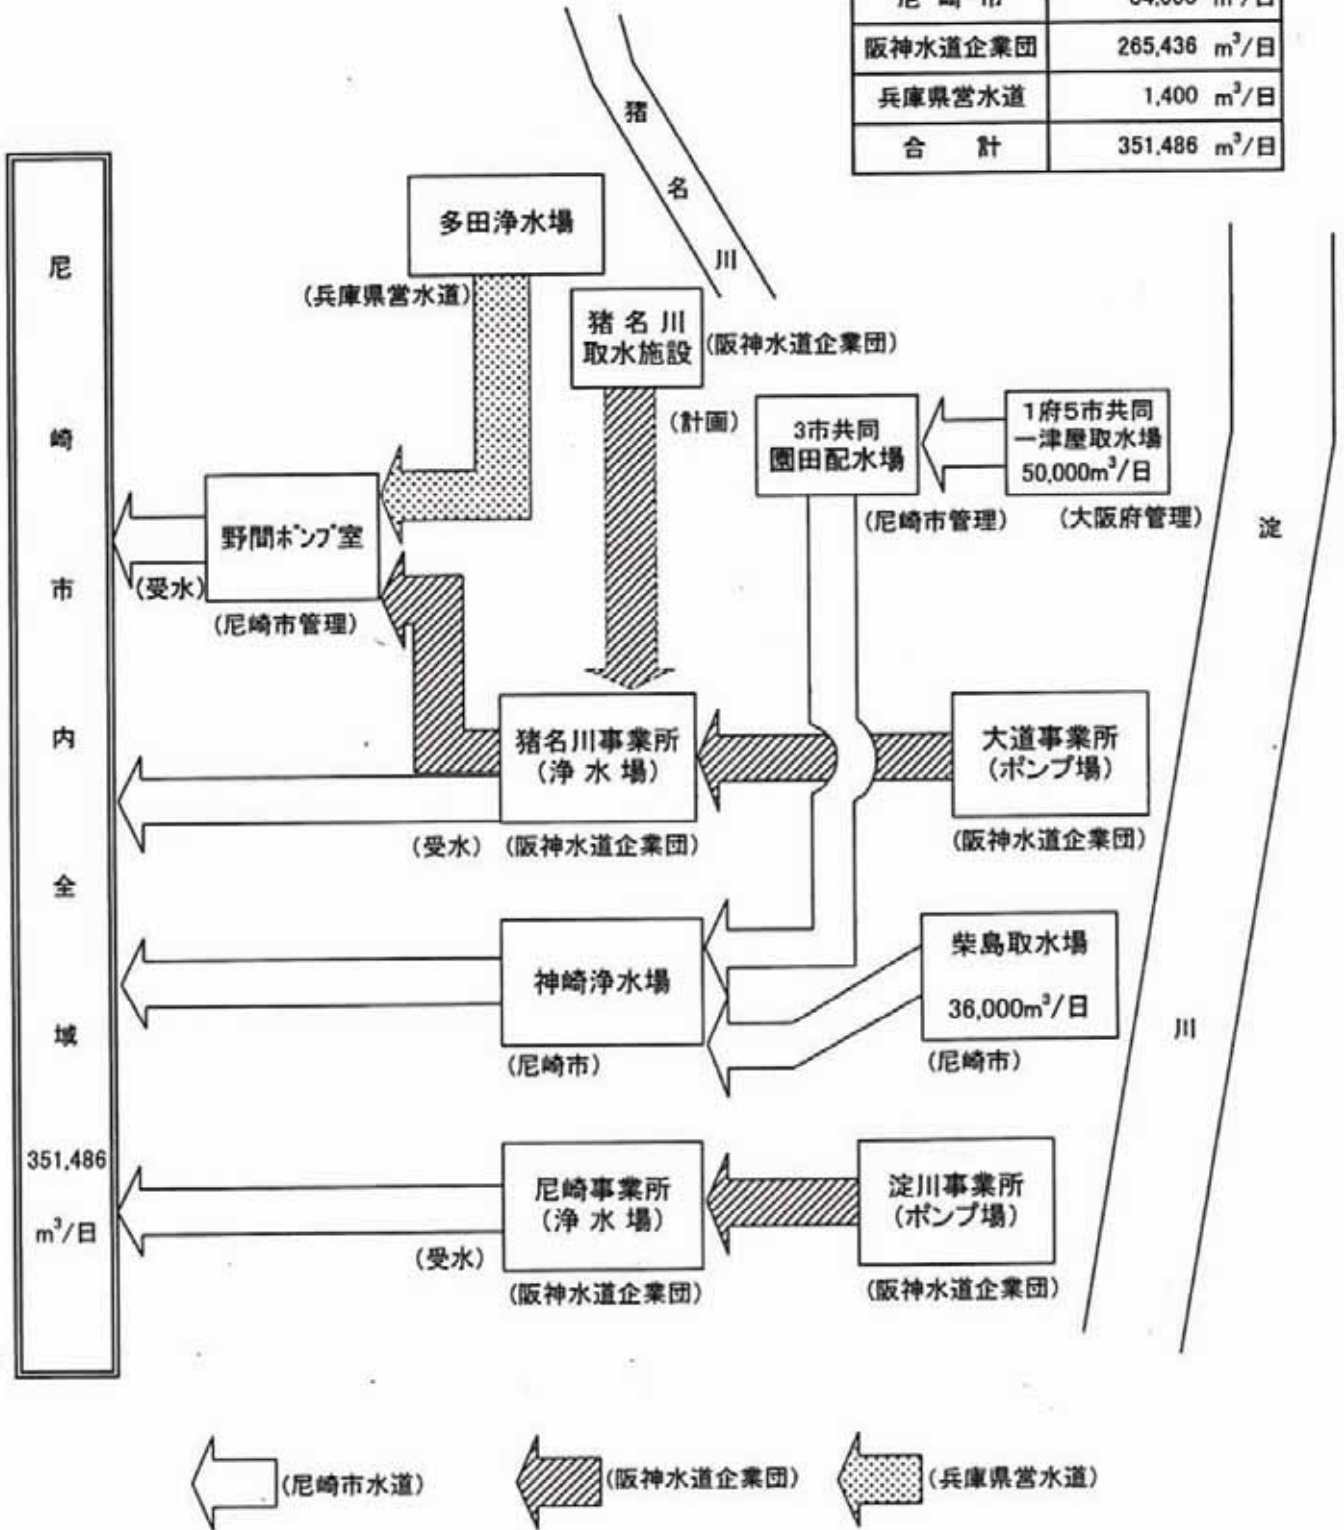 阪神水道企業団 265,436 m³/日
兵庫県営水道 1,400 m³/日
合 計 351,486 m³/日
猪名川
多田浄水場
(兵庫県営水道)
猪名川
取水施設
(阪神水道企業団)
(計画)
3市共同
園田配水場
(尼崎市管理)
1府5市共同
一津屋取水場
50,000m³/日
(大阪府管理)
淀川
野間ポンプ室
(受水)
(尼崎市管理)
猪名川事業所
(浄水場)
(受水)
(阪神水道企業団)
大道事業所
(ポンプ場)
(阪神水道企業団)
神崎浄水場
(尼崎市)
柴島取水場
36,000m³/日
(尼崎市)
尼崎事業所
(浄水場)
(受水)
(阪神水道企業団)
淀川事業所
(ポンプ場)
(阪神水道企業団)
尼崎市内全域
351,486
m³/日
(尼崎市水道)
(阪神水道企業団)
(兵庫県営水道)